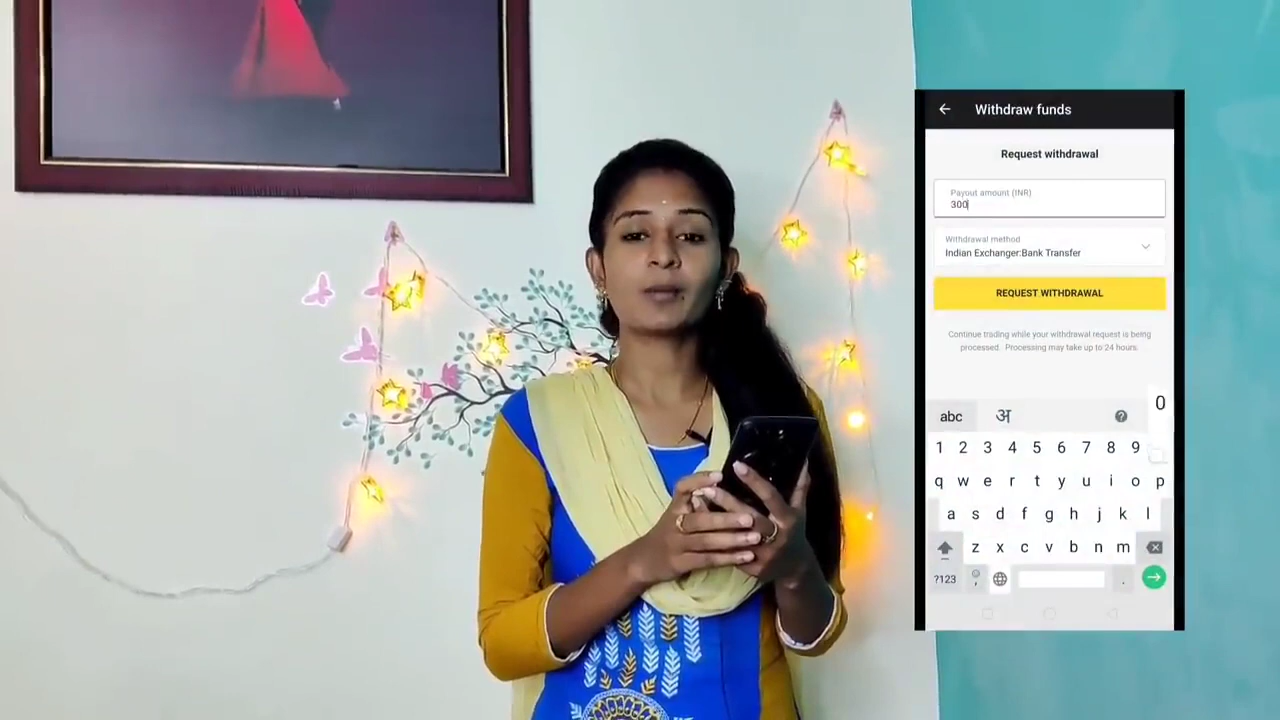 Withdraw funds
Request withdrawal
Payout amount (INR)
300
Withdrawal method
Indian Exchanger:Bank Transfer
REQUEST WITHDRAWAL
Continue trading while your withdrawal request is being
processed. Processing may take up to 24 hours.
0
abc अ ?
1 2 3 4 5 6 7 8 9
q w e r t y u i o p
a s d f g h j k l
z x c v b n m
?123 , .